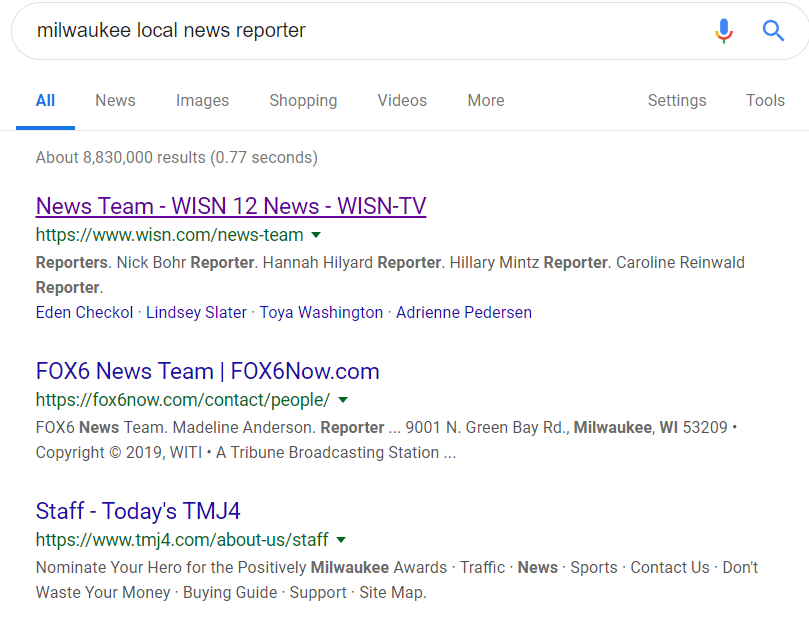 milwaukee local news reporter
All News Images Shopping Videos More Settings Tools
About 8,830,000 results (0.77 seconds)
News Team - WISN 12 News - WISN-TV
https://www.wisn.com/news-team
Reporters. Nick Bohr Reporter. Hannah Hilyard Reporter. Hillary Mintz Reporter. Caroline Reinwald
Reporter.
Eden Checkol · Lindsey Slater · Toya Washington · Adrienne Pedersen
FOX6 News Team | FOX6Now.com
https://fox6now.com/contact/people/
FOX6 News Team. Madeline Anderson. Reporter ... 9001 N. Green Bay Rd., Milwaukee, WI 53209 •
Copyright © 2019, WITI • A Tribune Broadcasting Station ...
Staff - Today's TMJ4
https://www.tmj4.com/about-us/staff
Nominate Your Hero for the Positively Milwaukee Awards · Traffic · News · Sports · Contact Us · Don't
Waste Your Money · Buying Guide · Support · Site Map.